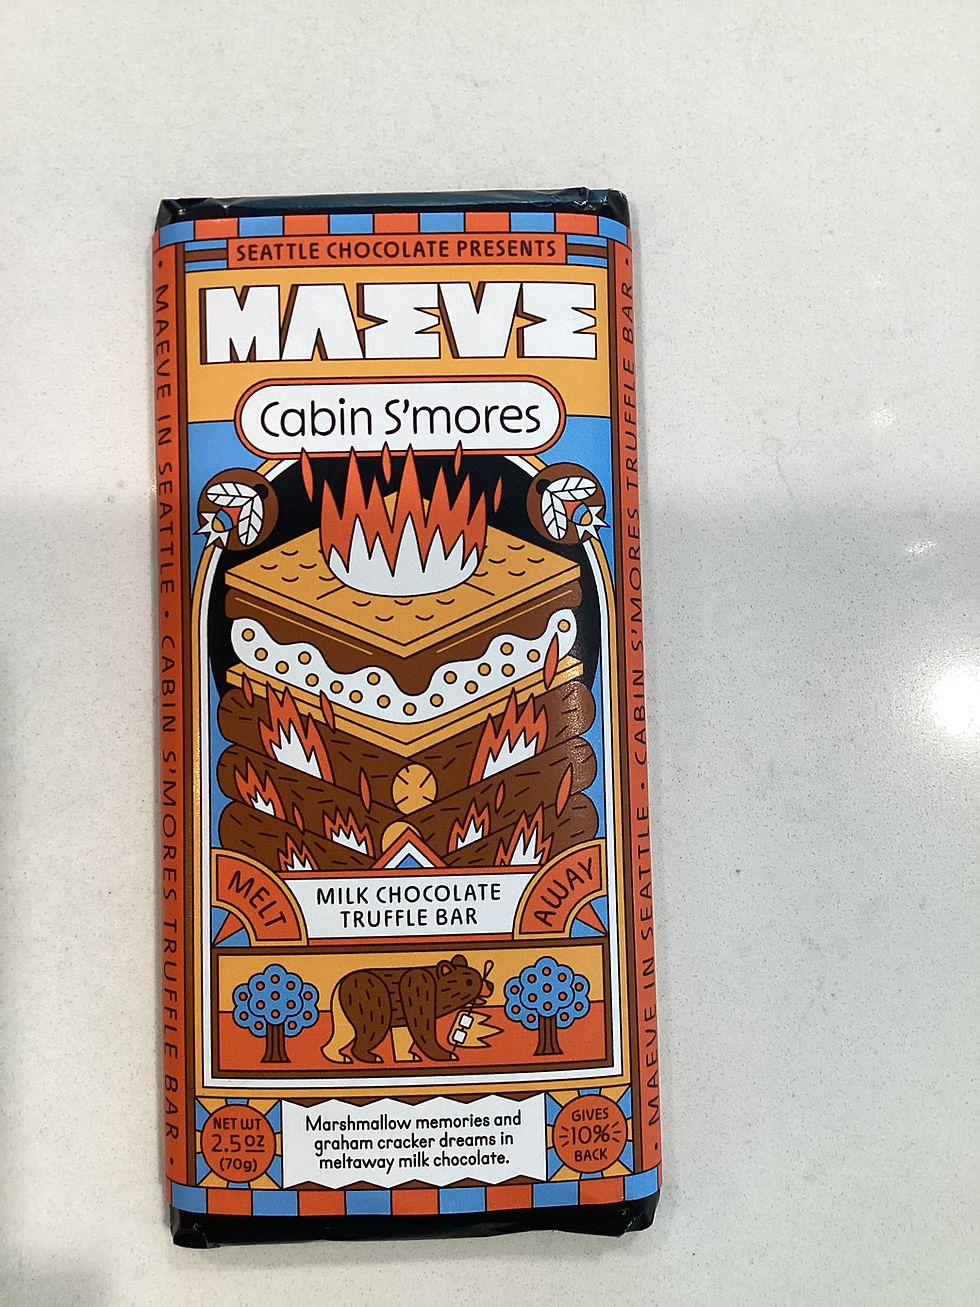 SEATTLE CHOCOLATE PRESENTS
MAEVE
Cabin S'mores
MELT
MILK CHOCOLATE
TRUFFLE BAR
AWAY
NET WT
2.5 OZ
(70g)
Marshmallow memories and
graham cracker dreams in
meltaway milk chocolate.
GIVES
10%
BACK
• MAEVE IN SEATTLE • CABIN S'MORES TRUFFLE BAR •
• MAEVE IN SEATTLE • CABIN S'MORES TRUFFLE BAR •